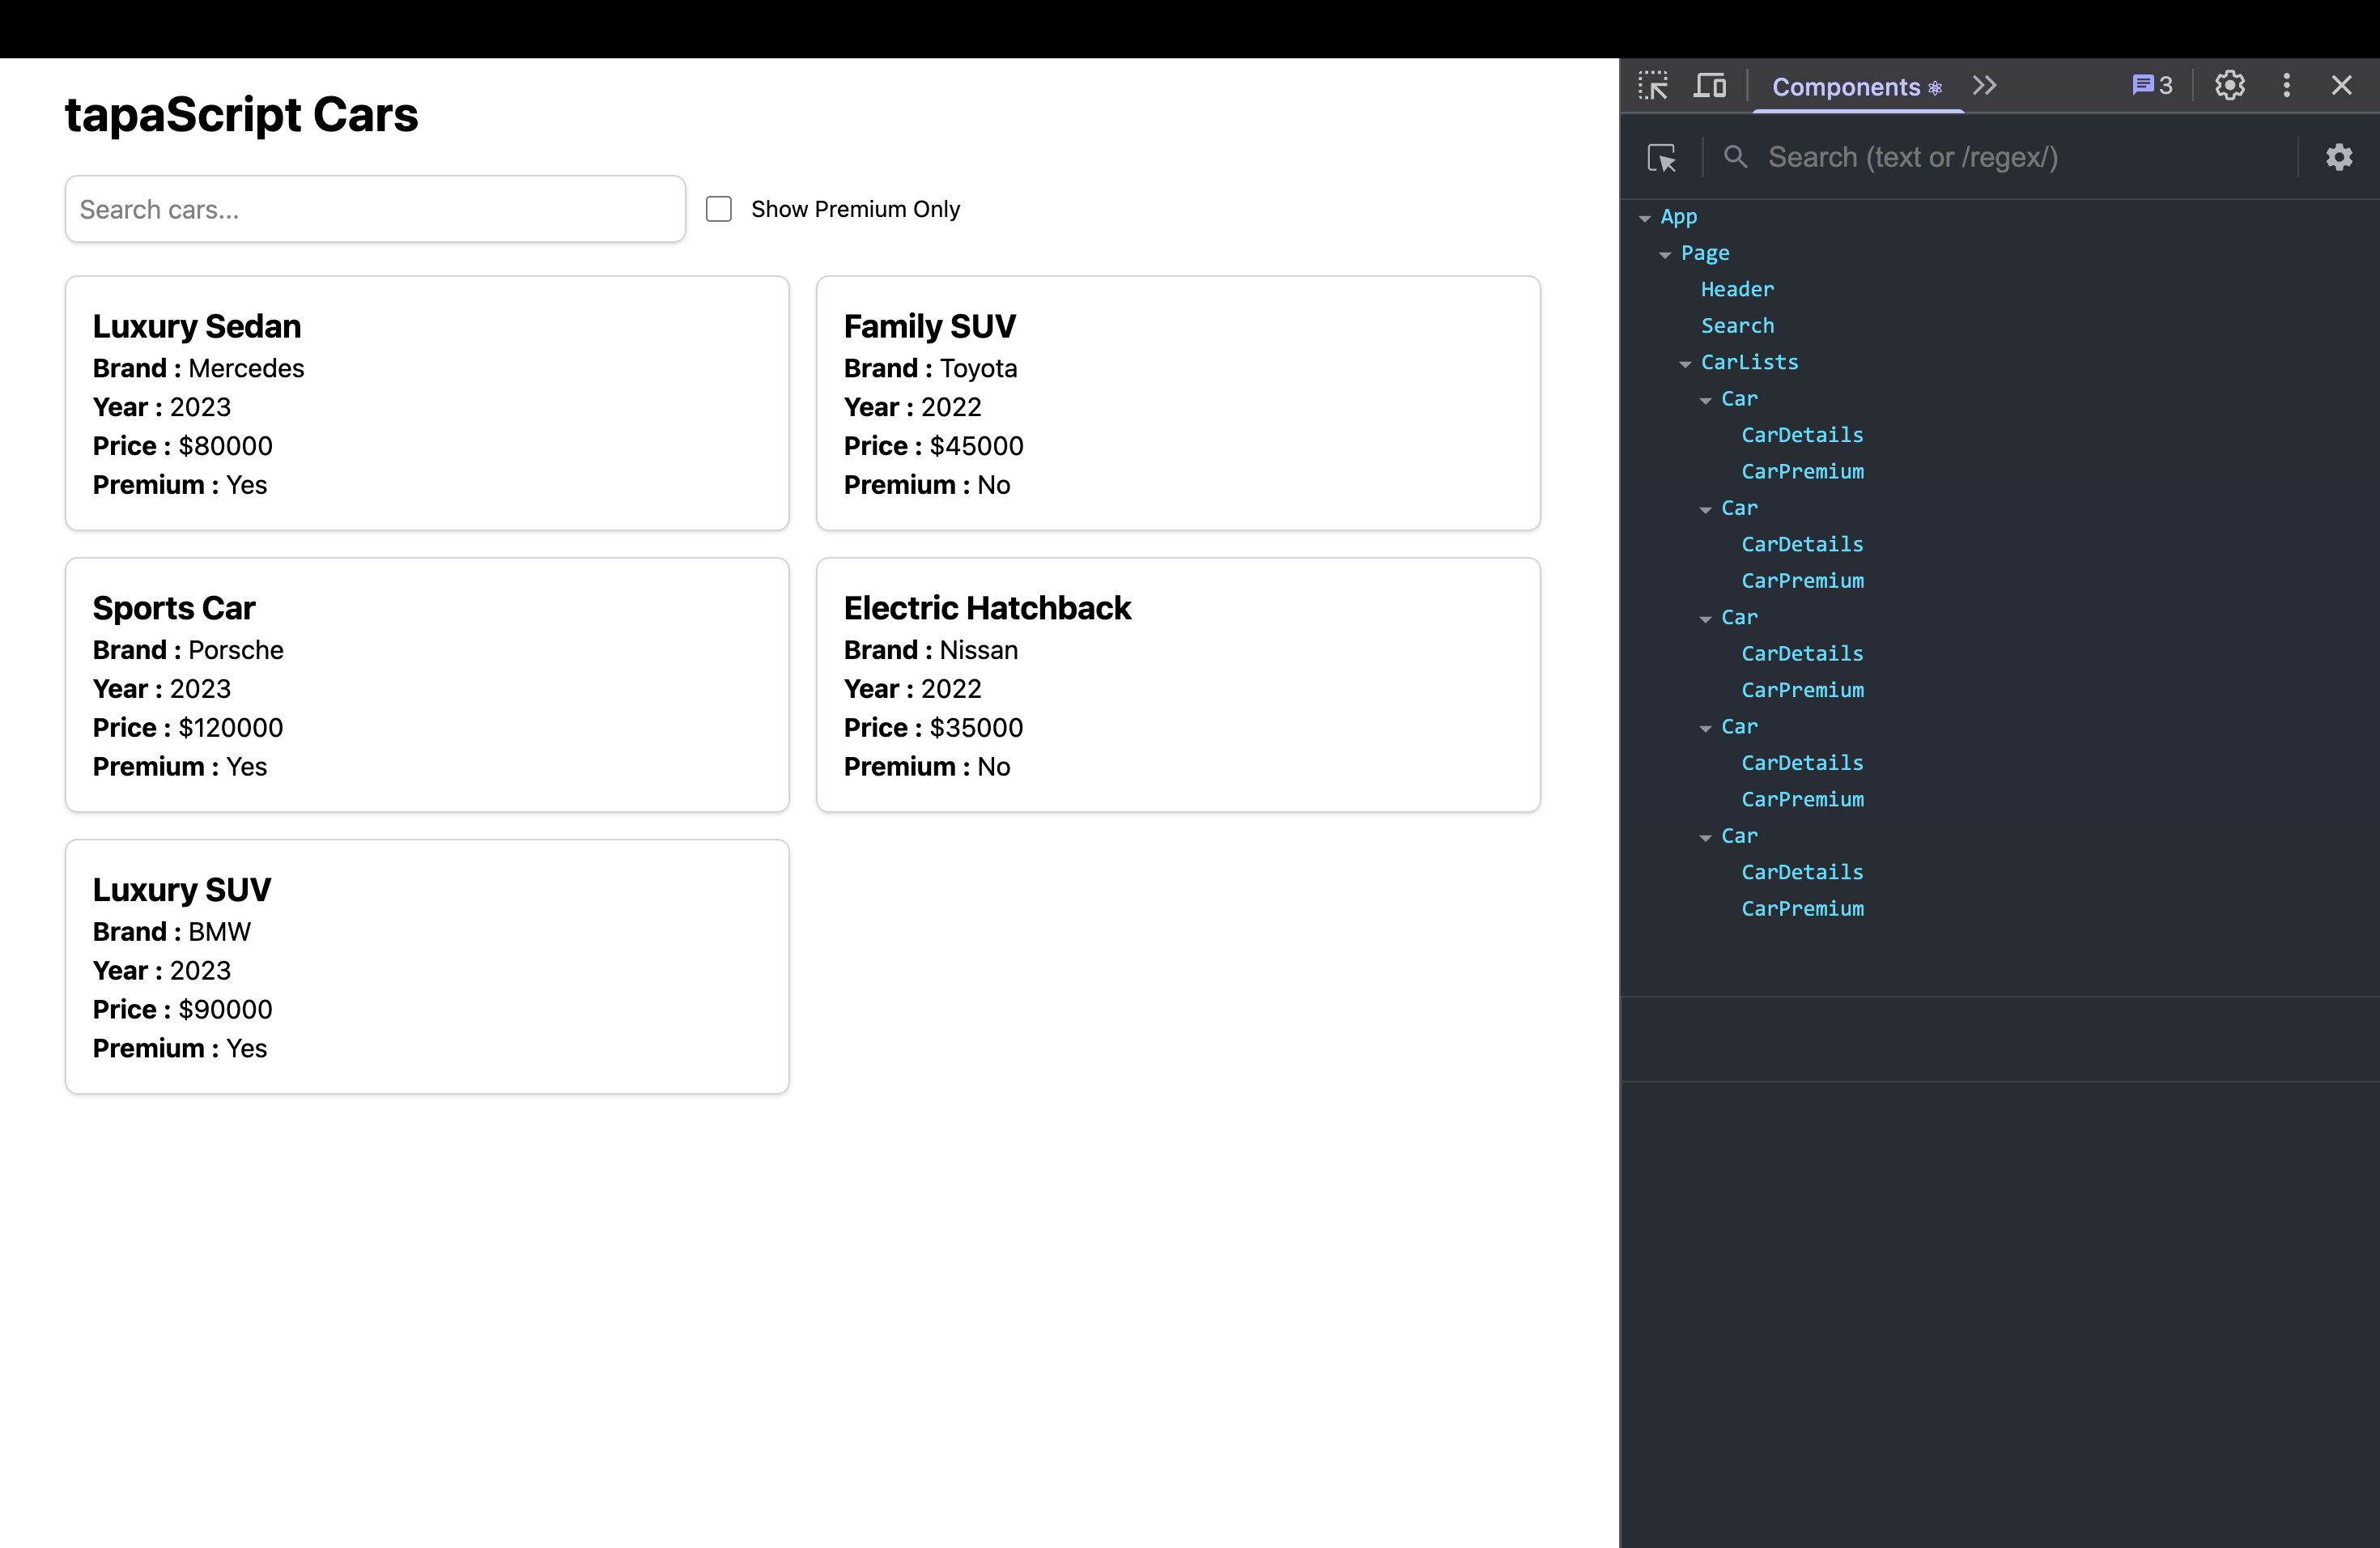 tapaScript Cars
Search cars...
Show Premium Only
Luxury Sedan
Brand : Mercedes
Year : 2023
Price : $80000
Premium : Yes
Family SUV
Brand : Toyota
Year : 2022
Price : $45000
Premium : No
Sports Car
Brand : Porsche
Year : 2023
Price : $120000
Premium : Yes
Electric Hatchback
Brand : Nissan
Year : 2022
Price : $35000
Premium : No
Luxury SUV
Brand : BMW
Year : 2023
Price : $90000
Premium : Yes
Components
3
Search (text or /regex/)
App
Page
Header
Search
CarLists
Car
CarDetails
CarPremium
Car
CarDetails
CarPremium
Car
CarDetails
CarPremium
Car
CarDetails
CarPremium
Car
CarDetails
CarPremium